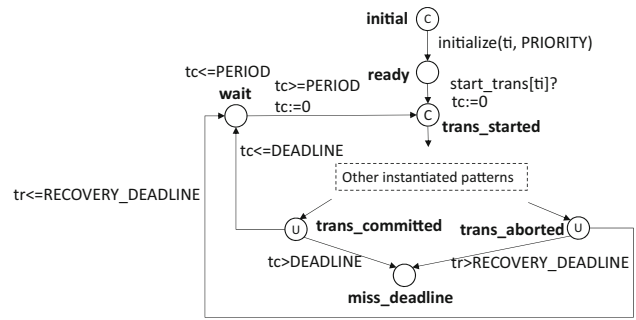 initial
C
initialize(ti, PRIORITY)
tc<=PERIOD
tc>=PERIOD
ready
start_trans[ti]?
wait
tc:=0
tc:=0
C
trans_started
tc<=DEADLINE
Other instantiated patterns
tr<=RECOVERY_DEADLINE
U
trans_committed
trans_aborted
U
tc>DEADLINE
tr>RECOVERY_DEADLINE
miss_deadline